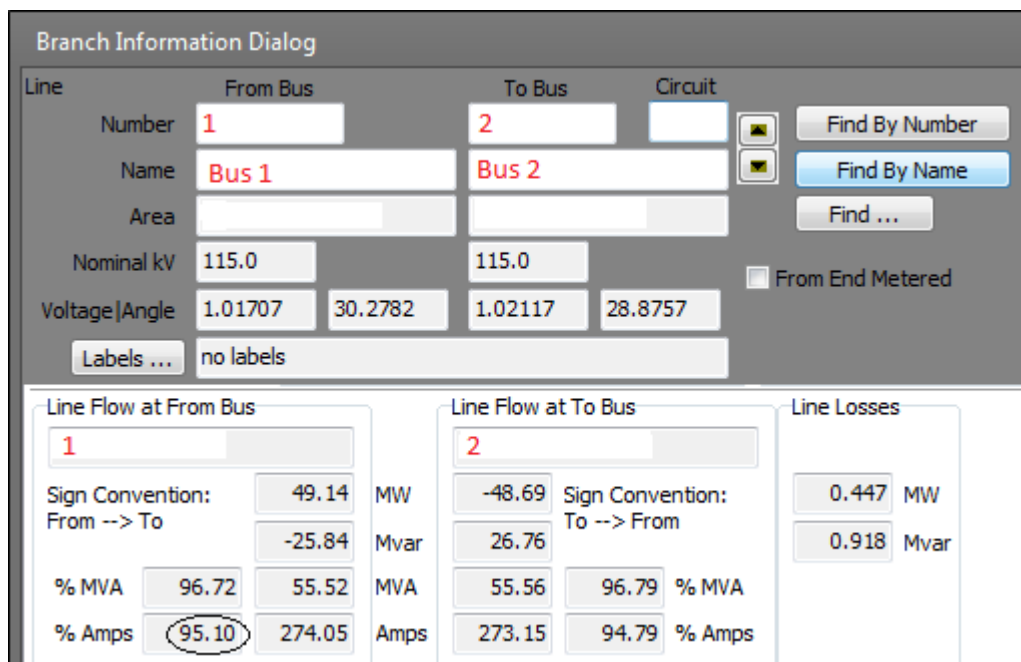 Branch Information Dialog
Line From Bus To Bus Circuit
Number 1 2 Find By Number
Name Bus 1 Bus 2 Find By Name
Area Find ...
Nominal kV 115.0 115.0
From End Metered
Voltage|Angle 1.01707 30.2782 1.02117 28.8757
Labels ... no labels
Line Flow at From Bus Line Flow at To Bus Line Losses
1 2
Sign Convention: 49.14 MW -48.69 Sign Convention: 0.447 MW
From --> To To --> From
-25.84 Mvar 26.76 0.918 Mvar
% MVA 96.72 55.52 MVA 55.56 96.79 % MVA
% Amps 95.10 274.05 Amps 273.15 94.79 % Amps